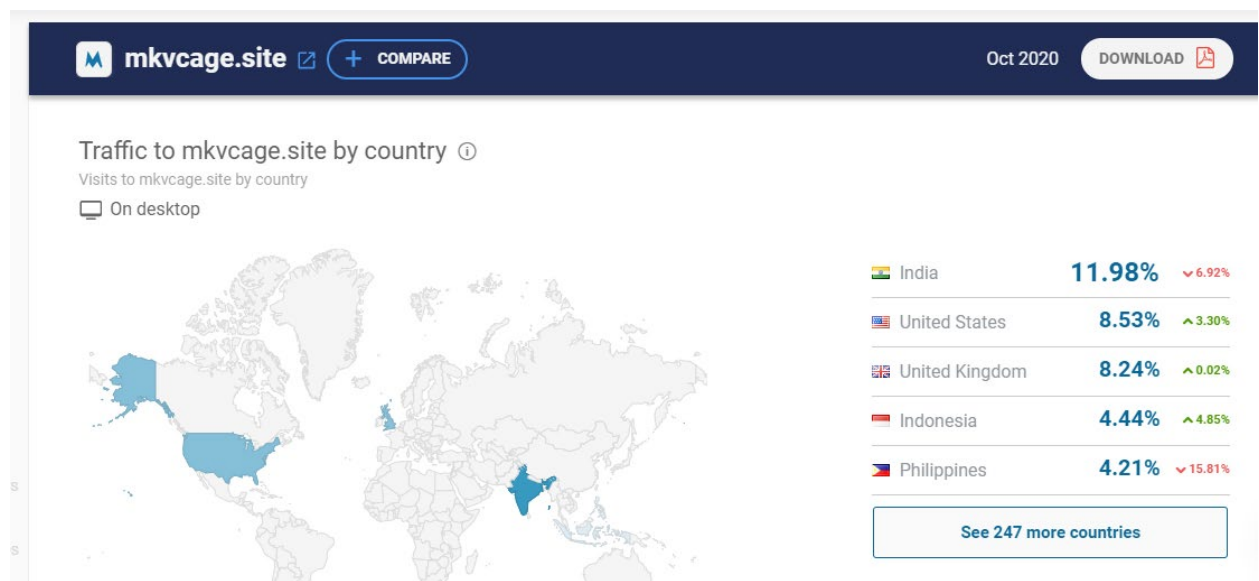 mkvcage.site
+ COMPARE
Oct 2020
DOWNLOAD
Traffic to mkvcage.site by country
Visits to mkvcage.site by country
On desktop
India 11.98% 6.92%
United States 8.53% 3.30%
United Kingdom 8.24% 0.02%
Indonesia 4.44% 4.85%
Philippines 4.21% 15.81%
See 247 more countries
s
s